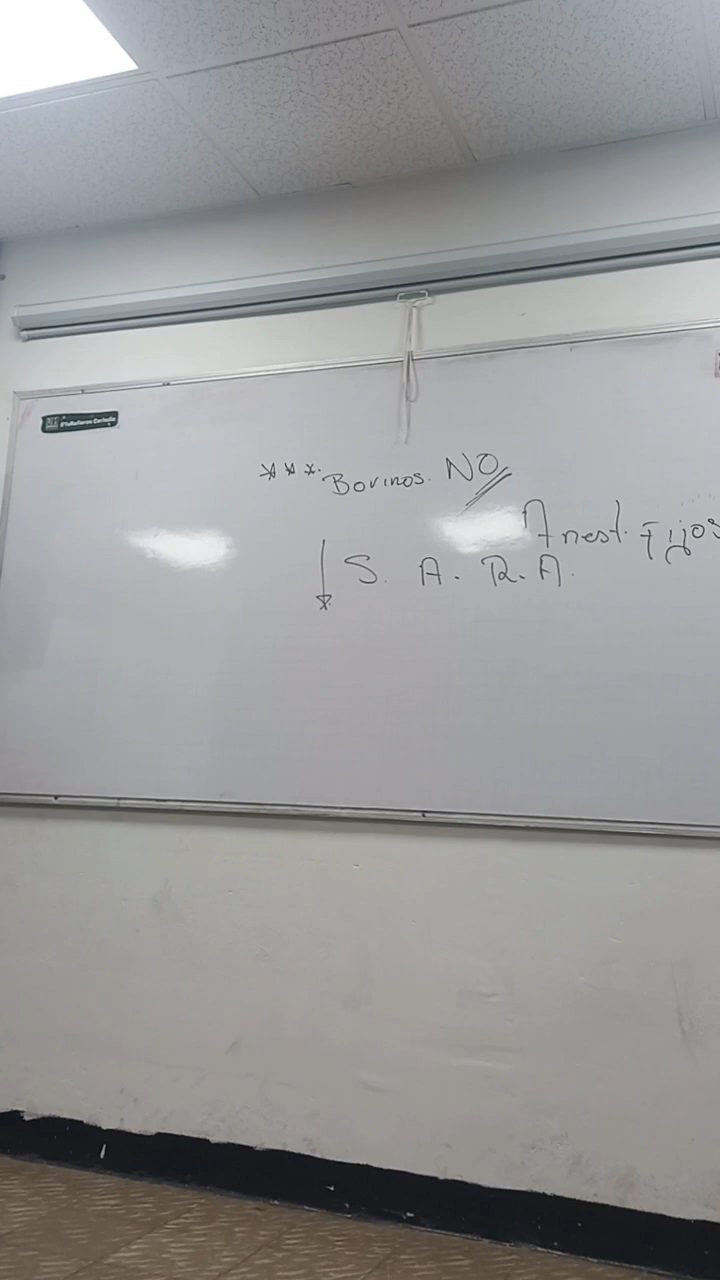 *** Bovinos. NO
Anest. Fijos
↓ S. A. R. A.